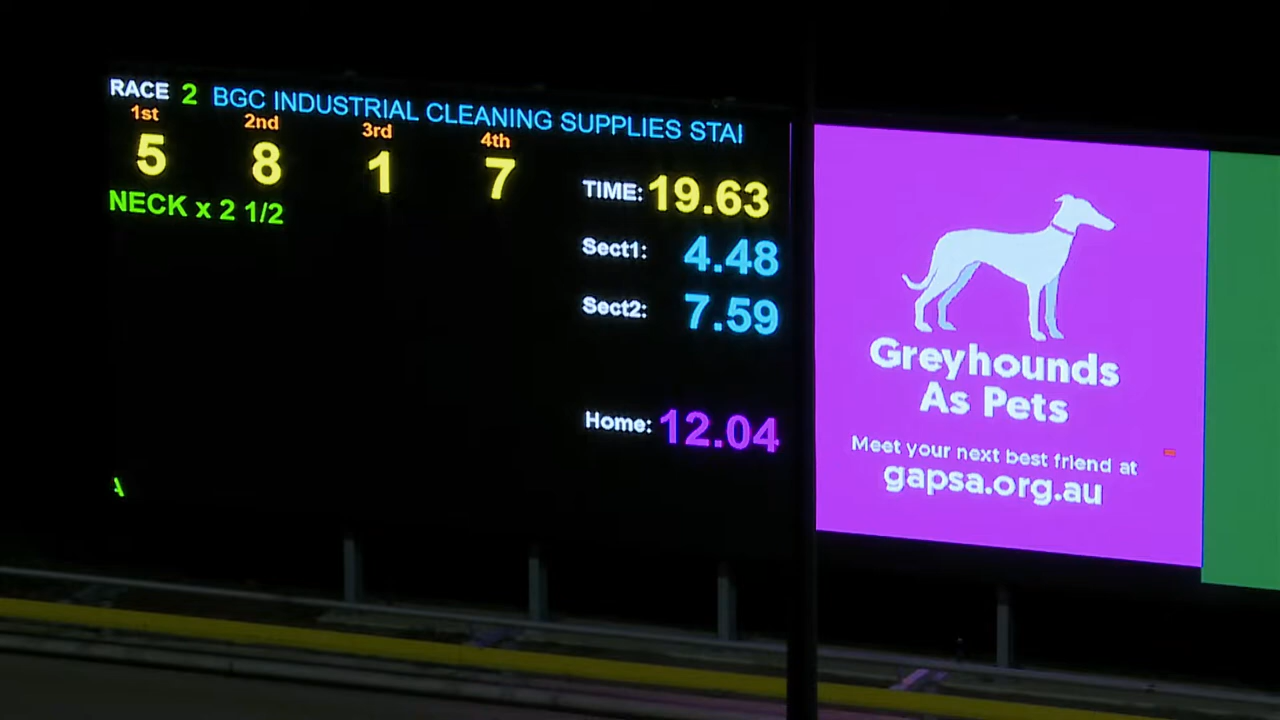 RACE 2 BGC INDUSTRIAL CLEANING SUPPLIES STAI
1st 2nd 3rd 4th
5 8 1 7
NECK x 2 1/2
TIME: 19.63
Sect1: 4.48
Sect2: 7.59
Home: 12.04
Greyhounds
As Pets
Meet your next best friend at
gapsa.org.au